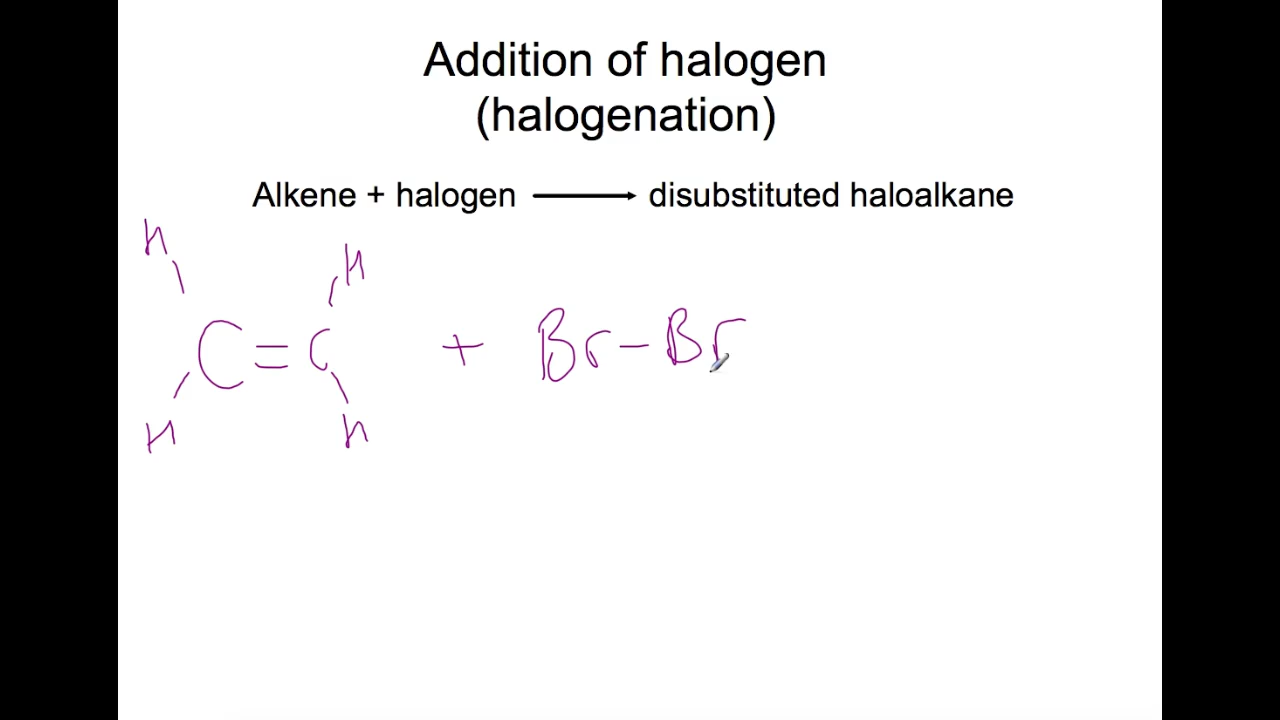 Addition of halogen
(halogenation)
Alkene + halogen ⟶ disubstituted haloalkane
H
H
C=C + Br-Br
H
H